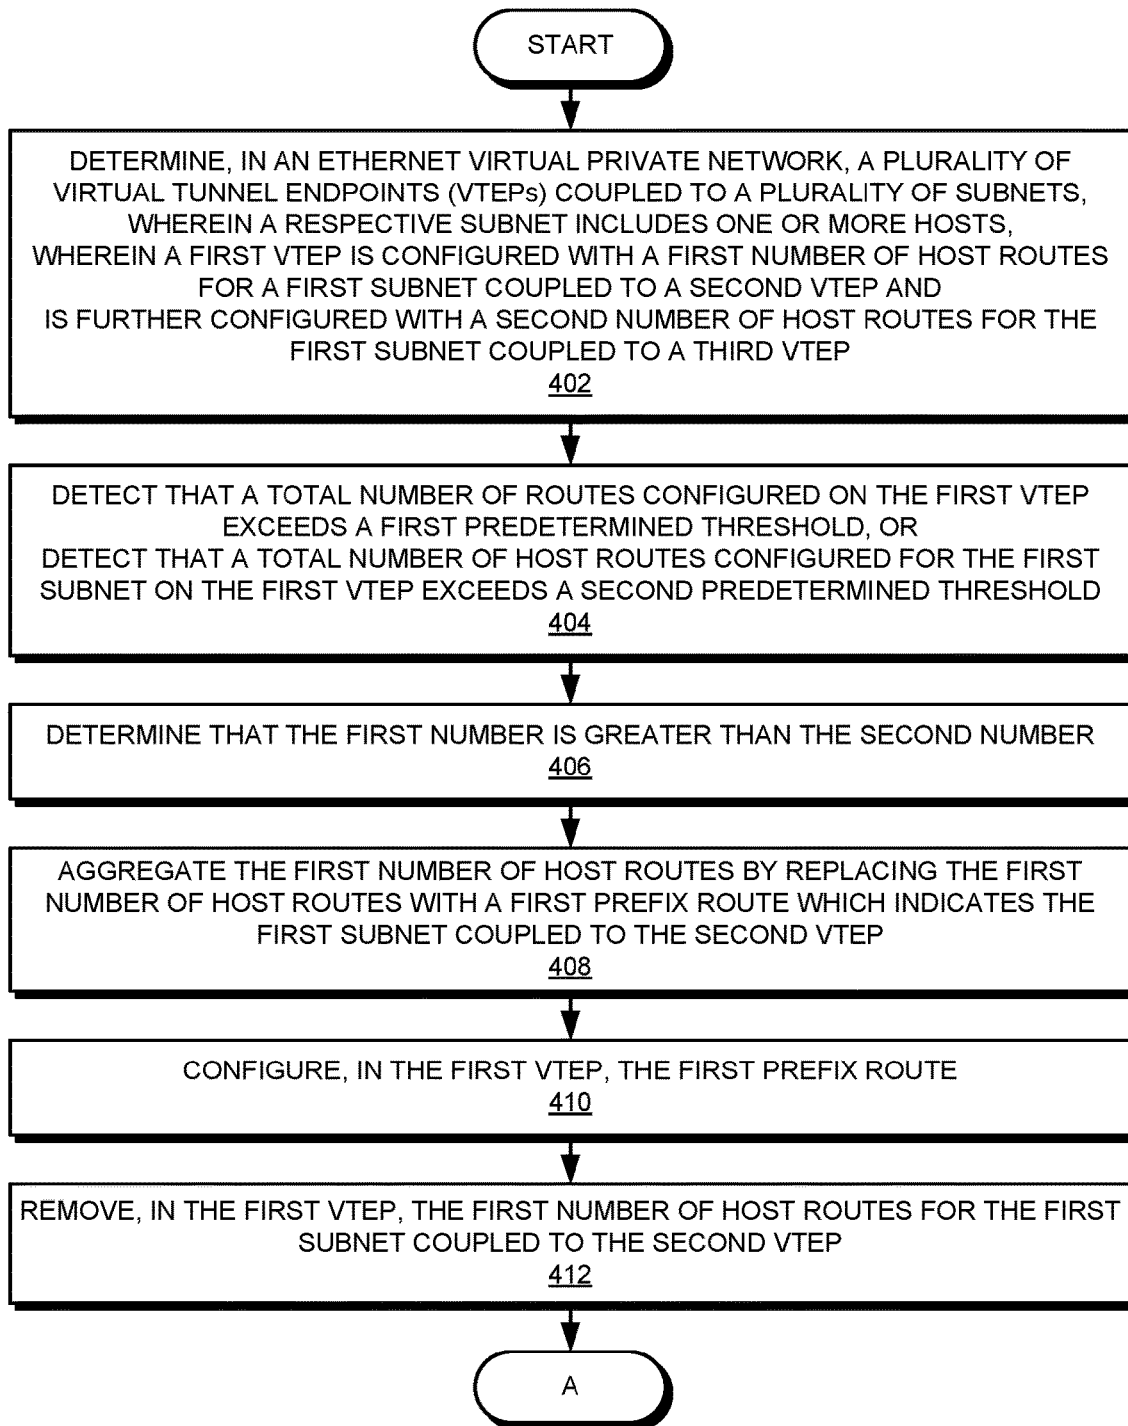 START
DETERMINE, IN AN ETHERNET VIRTUAL PRIVATE NETWORK, A PLURALITY OF
VIRTUAL TUNNEL ENDPOINTS (VTEPs) COUPLED TO A PLURALITY OF SUBNETS,
WHEREIN A RESPECTIVE SUBNET INCLUDES ONE OR MORE HOSTS,
WHEREIN A FIRST VTEP IS CONFIGURED WITH A FIRST NUMBER OF HOST ROUTES
FOR A FIRST SUBNET COUPLED TO A SECOND VTEP AND
IS FURTHER CONFIGURED WITH A SECOND NUMBER OF HOST ROUTES FOR THE
FIRST SUBNET COUPLED TO A THIRD VTEP
402
DETECT THAT A TOTAL NUMBER OF ROUTES CONFIGURED ON THE FIRST VTEP
EXCEEDS A FIRST PREDETERMINED THRESHOLD, OR
DETECT THAT A TOTAL NUMBER OF HOST ROUTES CONFIGURED FOR THE FIRST
SUBNET ON THE FIRST VTEP EXCEEDS A SECOND PREDETERMINED THRESHOLD
404
DETERMINE THAT THE FIRST NUMBER IS GREATER THAN THE SECOND NUMBER
406
AGGREGATE THE FIRST NUMBER OF HOST ROUTES BY REPLACING THE FIRST
NUMBER OF HOST ROUTES WITH A FIRST PREFIX ROUTE WHICH INDICATES THE
FIRST SUBNET COUPLED TO THE SECOND VTEP
408
CONFIGURE, IN THE FIRST VTEP, THE FIRST PREFIX ROUTE
410
REMOVE, IN THE FIRST VTEP, THE FIRST NUMBER OF HOST ROUTES FOR THE FIRST
SUBNET COUPLED TO THE SECOND VTEP
412
A